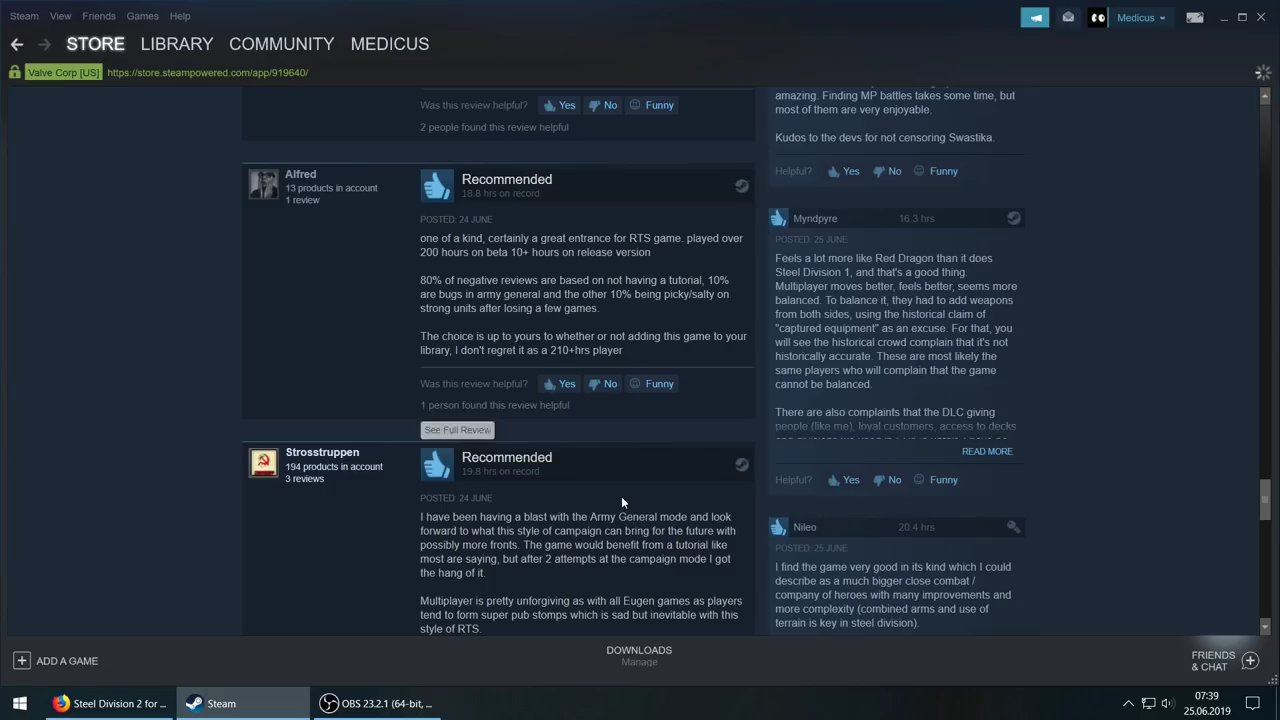 Steam View Friends Games Help
Medicus
STORE LIBRARY COMMUNITY MEDICUS
Valve Corp [US] https://store.steampowered.com/app/919640/
Was this review helpful? Yes No Funny
2 people found this review helpful
Alfred
13 products in account
1 review
Recommended
18.8 hrs on record
POSTED: 24 JUNE
one of a kind, certainly a great entrance for RTS game. played over
200 hours on beta 10+ hours on release version
80% of negative reviews are based on not having a tutorial, 10%
are bugs in army general and the other 10% being picky/salty on
strong units after losing a few games.
The choice is up to yours to whether or not adding this game to your
library, I don't regret it as a 210+hrs player
Was this review helpful? Yes No Funny
1 person found this review helpful
See Full Review
Strosstruppen
194 products in account
3 reviews
Recommended
19.8 hrs on record
POSTED: 24 JUNE
I have been having a blast with the Army General mode and look
forward to what this style of campaign can bring for the future with
possibly more fronts. The game would benefit from a tutorial like
most are saying, but after 2 attempts at the campaign mode I got
the hang of it.
Multiplayer is pretty unforgiving as with all Eugen games as players
tend to form super pub stomps which is sad but inevitable with this
style of RTS.
amazing. Finding MP battles takes some time, but
most of them are very enjoyable.
Kudos to the devs for not censoring Swastika.
Helpful? Yes No Funny
Myndpyre 16.3 hrs
POSTED: 25 JUNE
Feels a lot more like Red Dragon than it does
Steel Division 1, and that's a good thing.
Multiplayer moves better, feels better, seems more
balanced. To balance it, they had to add weapons
from both sides, using the historical claim of
"captured equipment" as an excuse. For that, you
will see the historical crowd complain that it's not
historically accurate. These are most likely the
same players who will complain that the game
cannot be balanced.
There are also complaints that the DLC giving
people (like me), loyal customers, access to decks
READ MORE
Helpful? Yes No Funny
Nileo 20.4 hrs
POSTED: 25 JUNE
I find the game very good in its kind which I could
describe as a much bigger close combat /
company of heroes with many improvements and
more complexity (combined arms and use of
terrain is key in steel division).
ADD A GAME
DOWNLOADS
Manage
FRIENDS
& CHAT
Steel Division 2 for ...
Steam
OBS 23.2.1 (64-bit, ...
07:39
25.06.2019